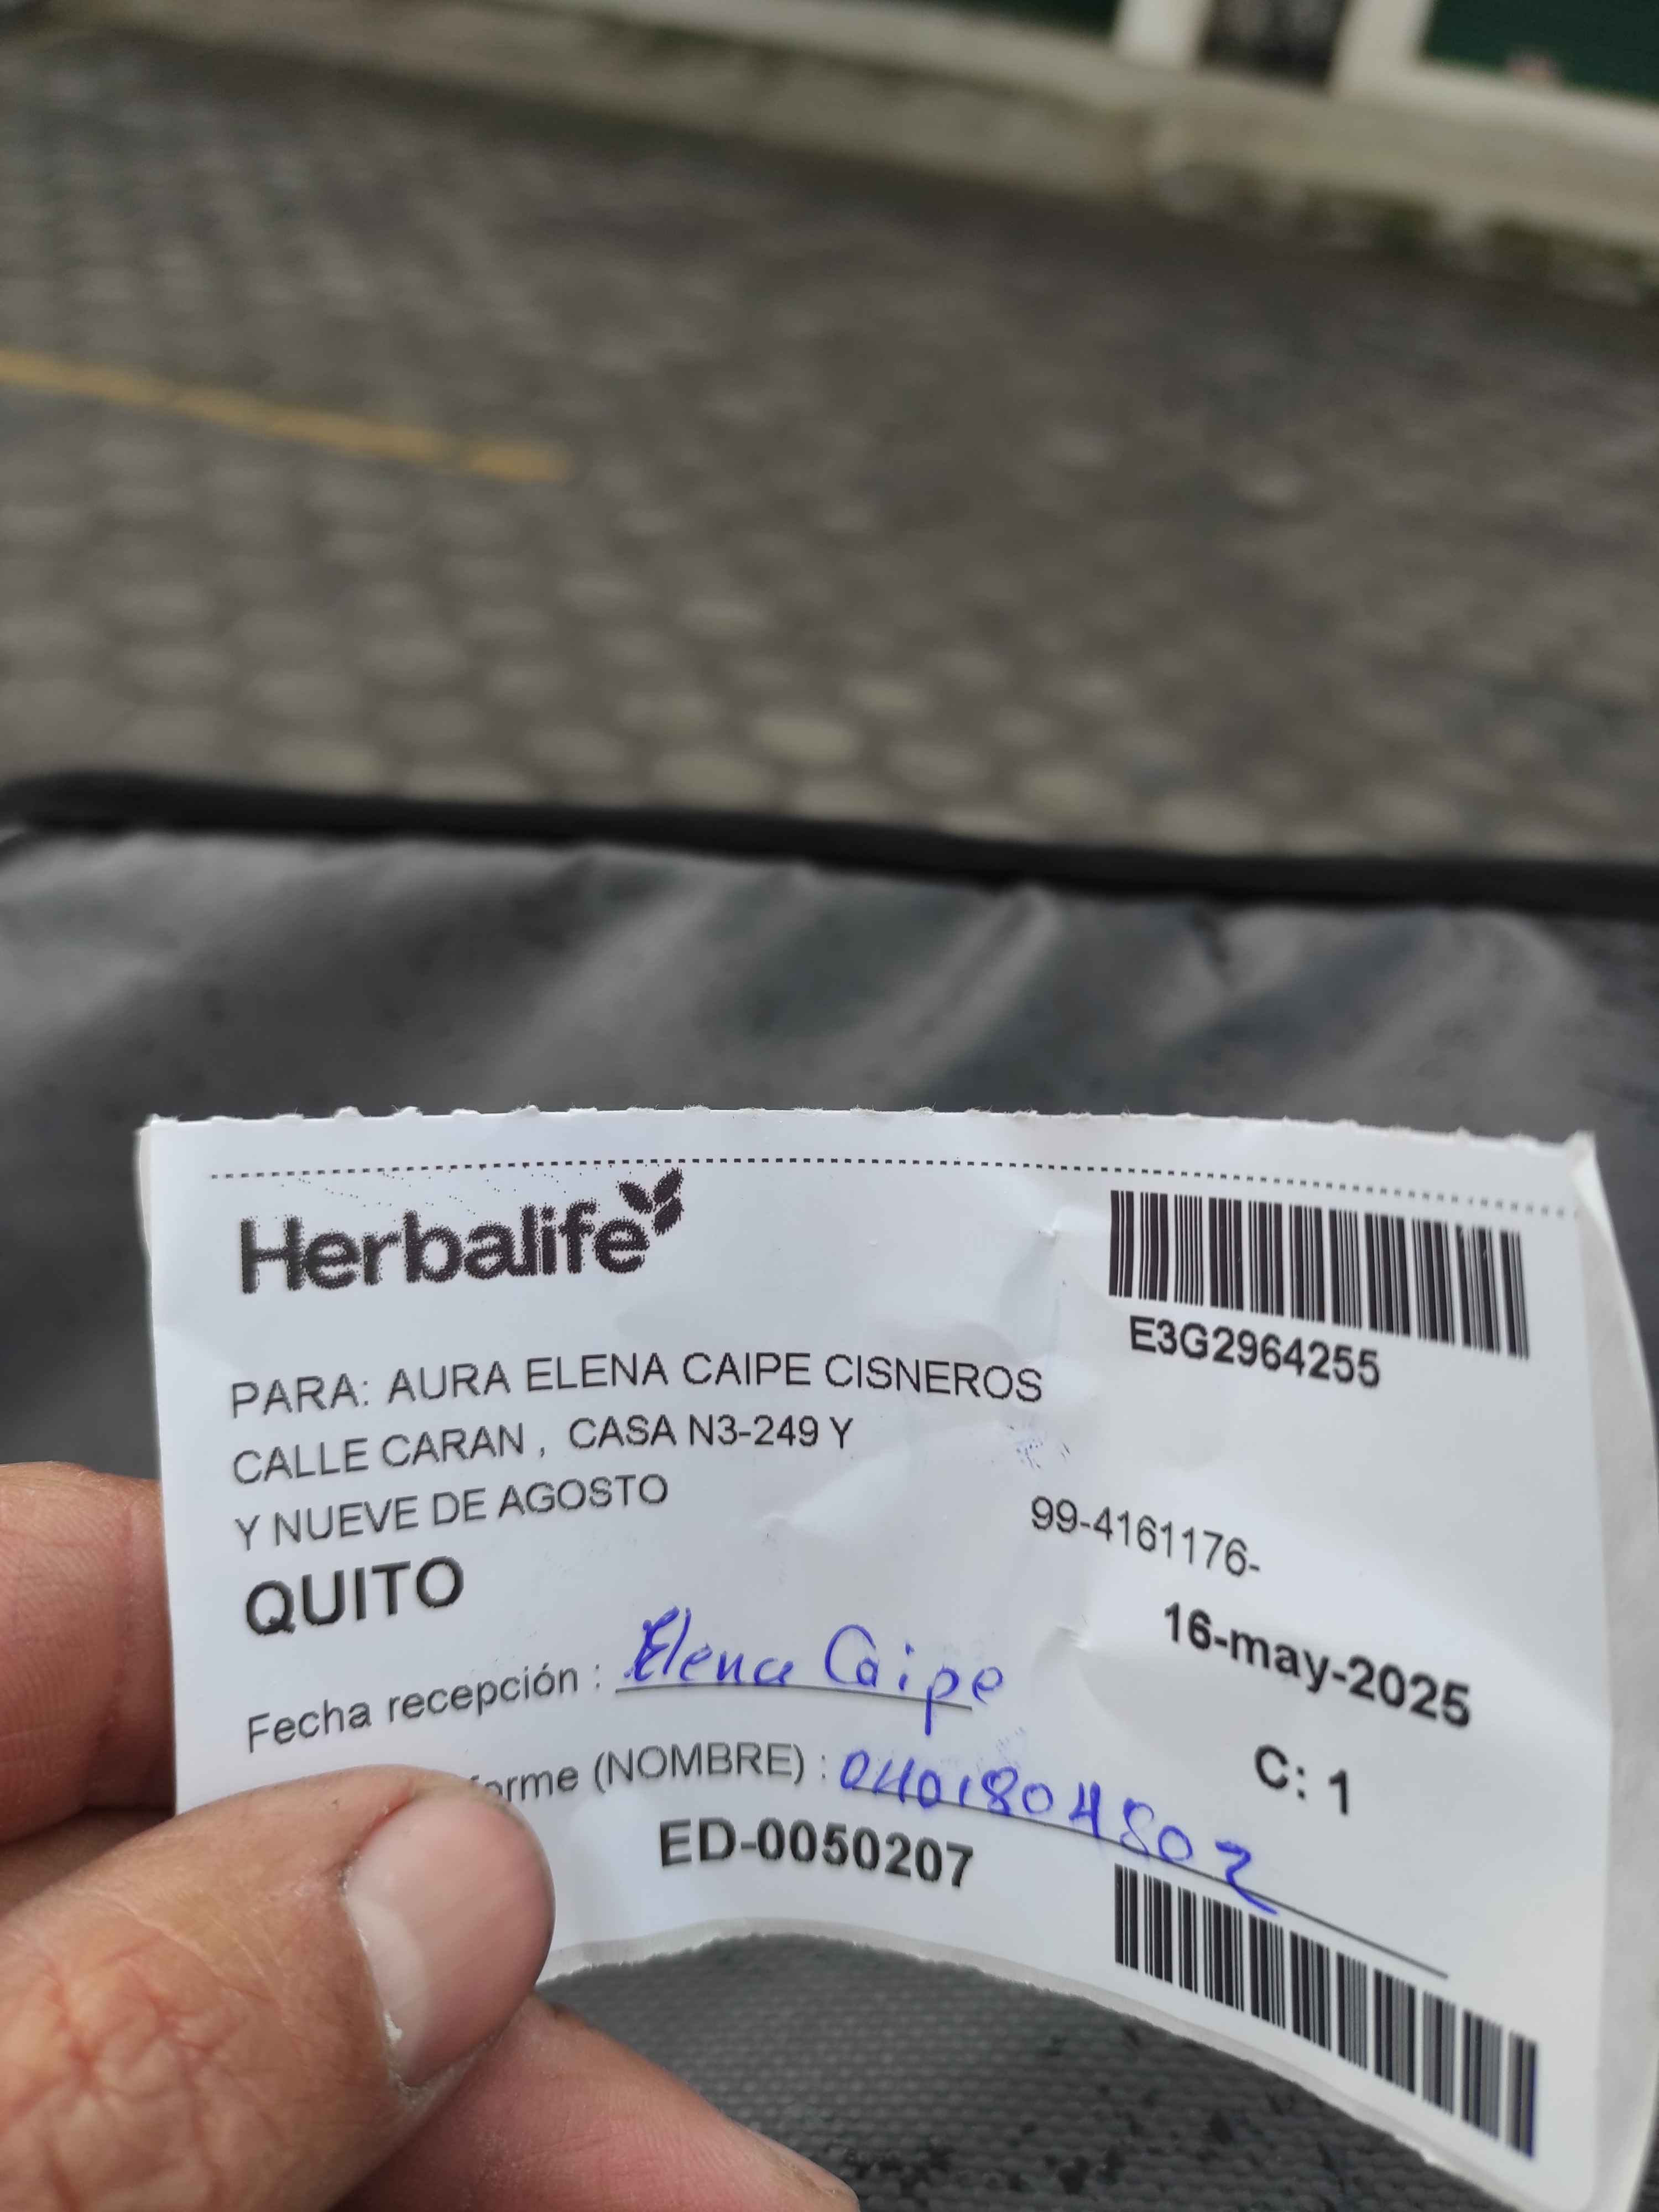 Herbalife
E3G2964255
PARA: AURA ELENA CAIPE CISNEROS
CALLE CARAN , CASA N3-249 Y
Y NUEVE DE AGOSTO
99-4161176-
QUITO
16-may-2025
Fecha recepción : Elena Caipe
C: 1
orme (NOMBRE) : 0401804802
ED-0050207